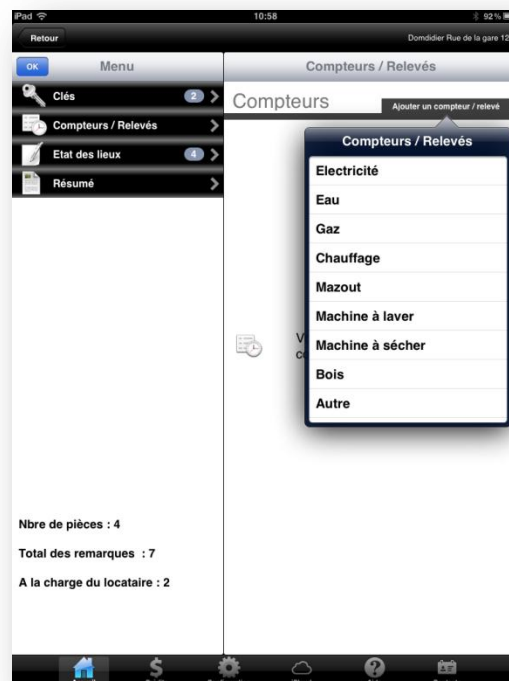 iPad 10:58 92%
Retour Domdidier Rue de la gare 12
OK Menu Compteurs / Relevés
Clés 2
Compteurs / Relevés
Etat des lieux 4
Résumé
Compteurs Ajouter un compteur / relevé
Compteurs / Relevés
Electricité
Eau
Gaz
Chauffage
Mazout
Machine à laver
Machine à sécher
Bois
Autre
Nbre de pièces : 4
Total des remarques : 7
A la charge du locataire : 2